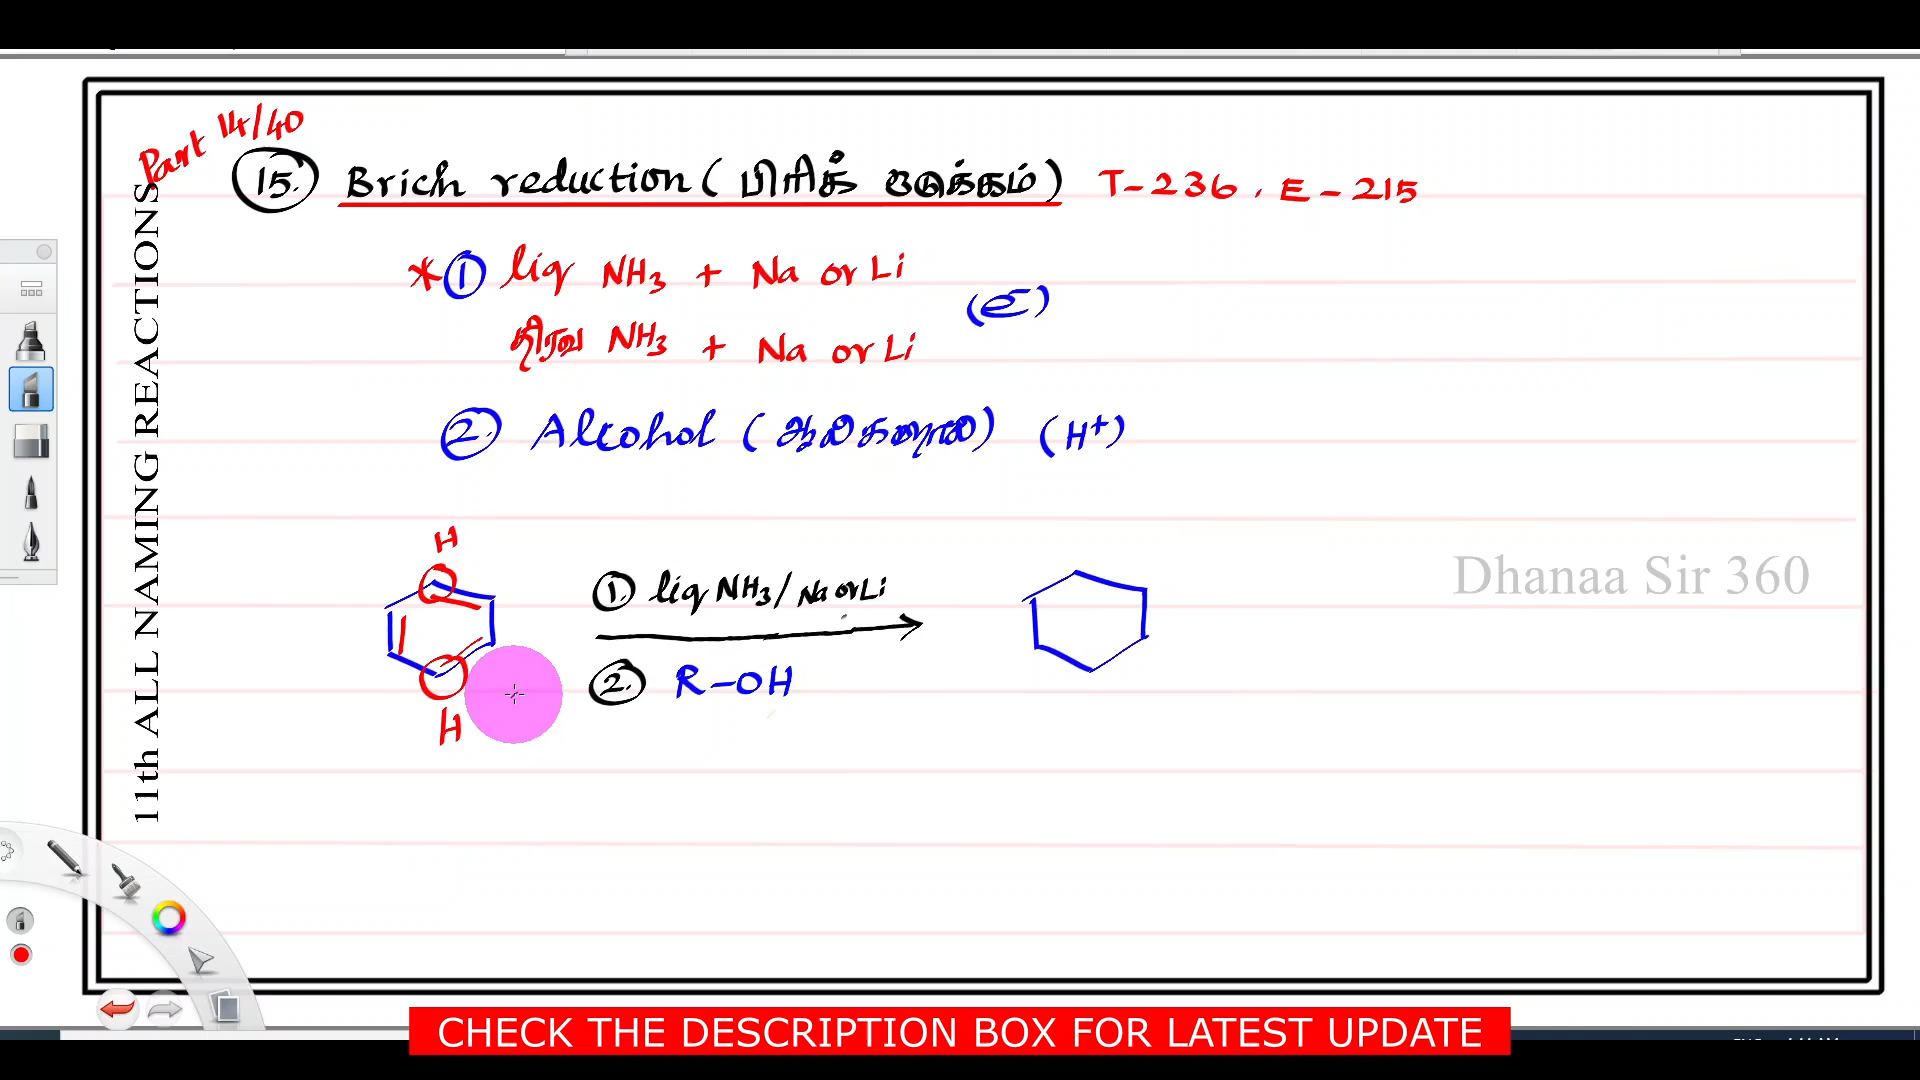 Part 14/40
15. Brich reduction (பிரிச் ஒடுக்கம்) T-236, E-215
* 1 liq NH3 + Na or Li
(e-)
திரவ NH3 + Na or Li
2. Alcohol (ஆல்கஹால்) (H+)
H
1. liq NH3/Na or Li
2. R-OH
H
11th ALL NAMING REACTIONS
Dhanaa Sir 360
CHECK THE DESCRIPTION BOX FOR LATEST UPDATE